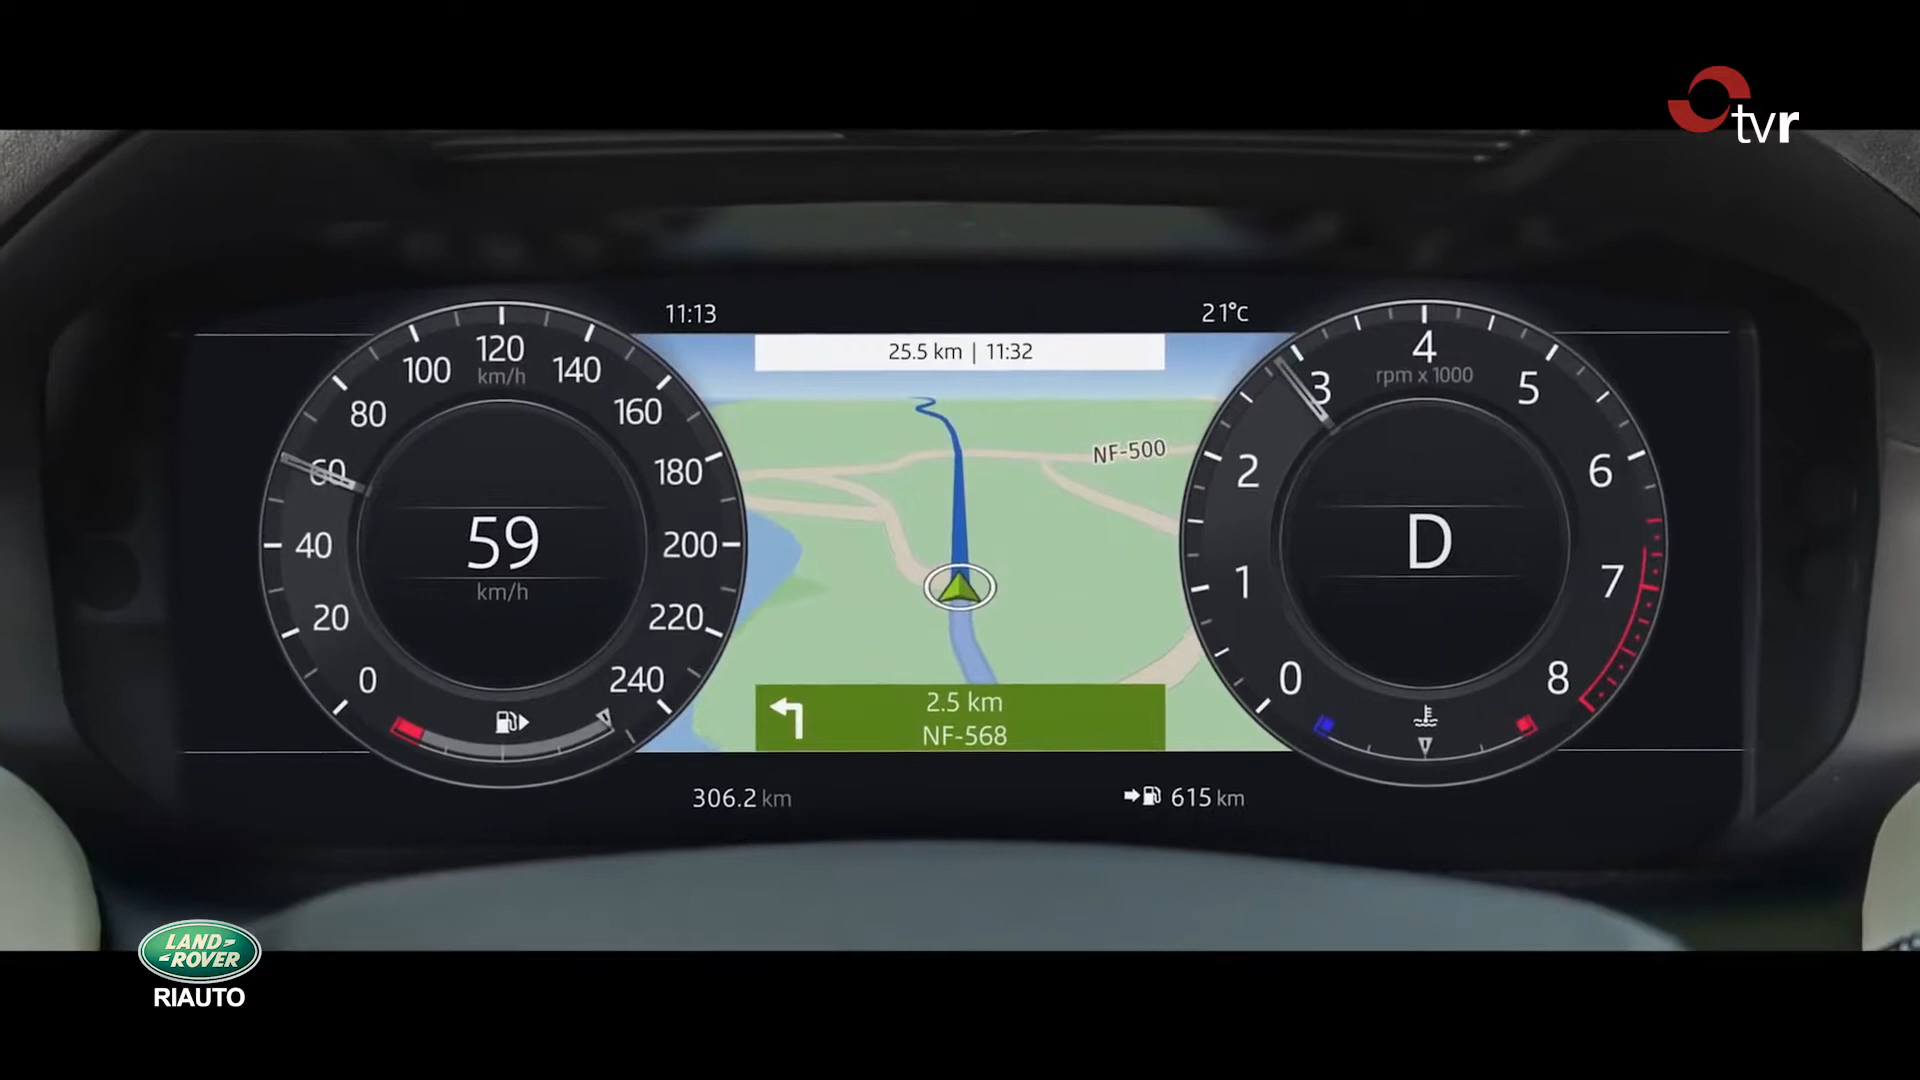 tvr
11:13
21°C
25.5 km | 11:32
0
20
40
60
80
100
120
140
160
180
200
220
240
km/h
59
km/h
NF-500
2.5 km
NF-568
0
1
2
3
4
5
6
7
8
rpm x 1000
D
306.2 km
615 km
LAND-
-ROVER
RIAUTO